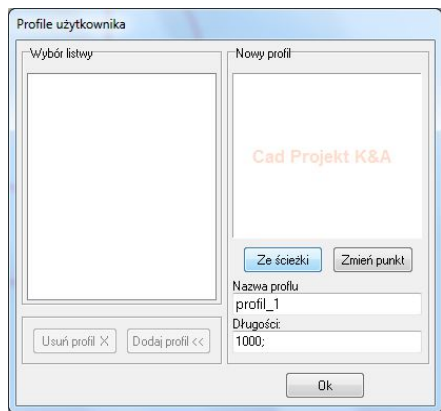 Profile użytkownika
Wybór listwy
Nowy profil
Cad Projekt K&A
Ze ścieżki
Zmień punkt
Nazwa proflu
profil_1
Długości:
1000;
Usuń profil X
Dodaj profil <<
Ok